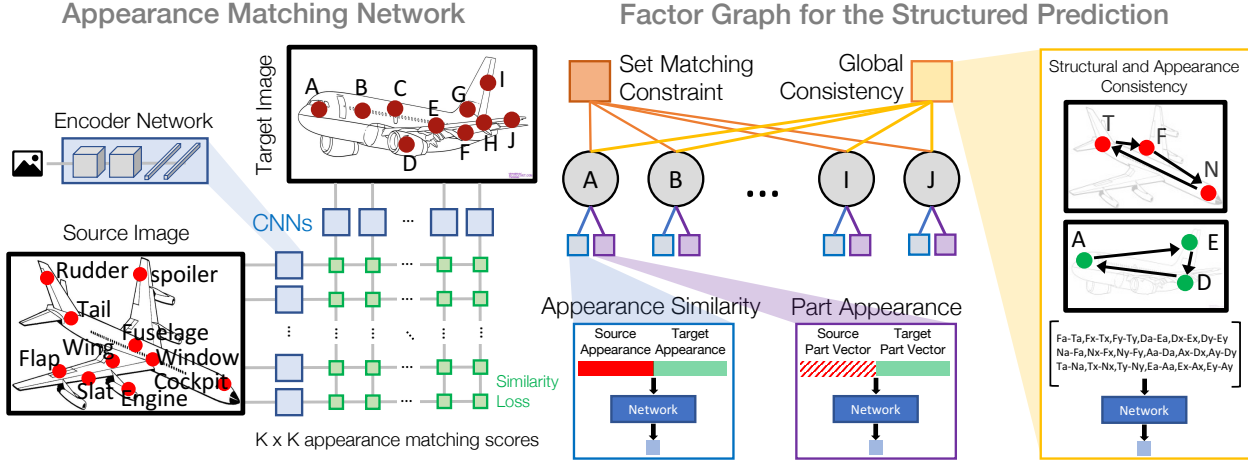 Appearance Matching Network
Factor Graph for the Structured Prediction
Encoder Network
Target Image
A
B
C
D
E
F
G
H
I
J
CNNs
...
Source Image
Rudder
spoiler
Tail
Fuselage
Wing
Window
Flap
Cockpit
Slat
Engine
Similarity
Loss
K x K appearance matching scores
Set Matching
Constraint
Global
Consistency
A
B
...
I
J
Appearance Similarity
Source
Appearance
Target
Appearance
Network
Part Appearance
Source
Part Vector
Target
Part Vector
Network
Structural and Appearance
Consistency
T
F
N
A
E
D
Fa-Ta,Fx-Tx,Fy-Ty,Da-Ea,Dx-Ex,Dy-Ey
Na-Fa,Nx-Fx,Ny-Fy,Aa-Da,Ax-Dx,Ay-Dy
Ta-Na,Tx-Nx,Ty-Ny,Ea-Aa,Ex-Ax,Ey-Ay
Network